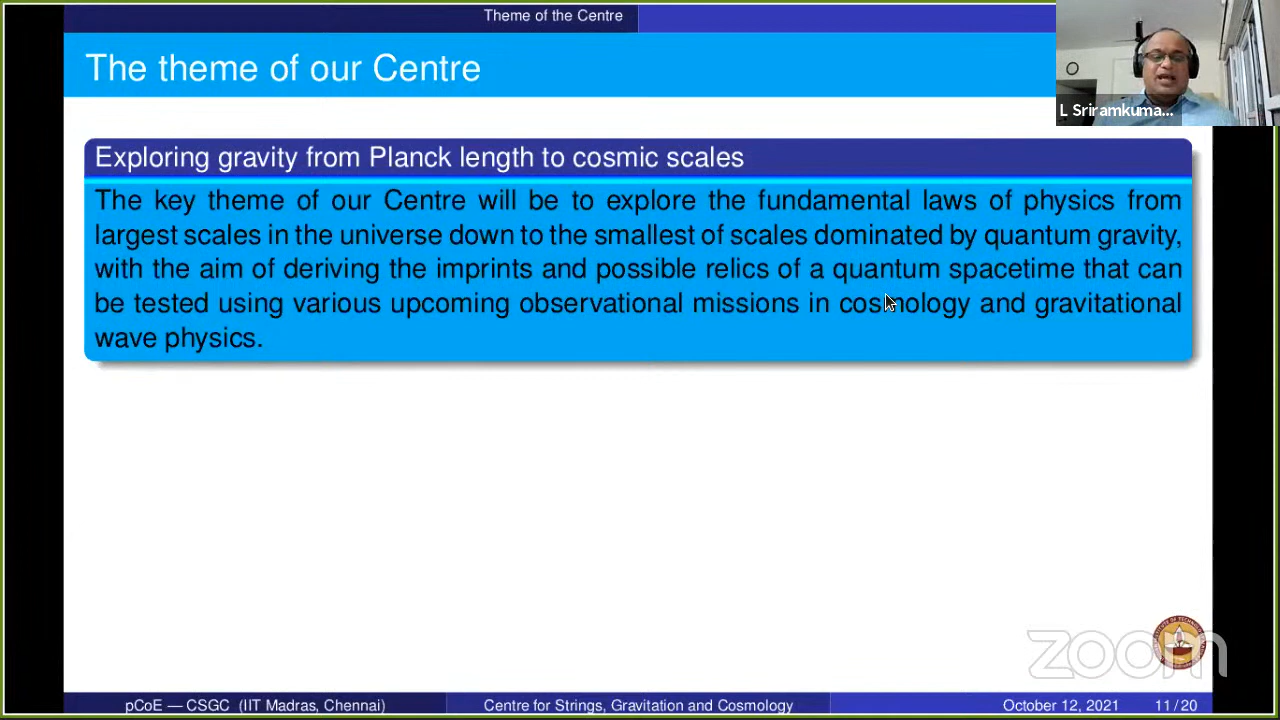 Theme of the Centre
The theme of our Centre
L Sriramkuma...
Exploring gravity from Planck length to cosmic scales
The key theme of our Centre will be to explore the fundamental laws of physics from
largest scales in the universe down to the smallest of scales dominated by quantum gravity,
with the aim of deriving the imprints and possible relics of a quantum spacetime that can
be tested using various upcoming observational missions in cosmology and gravitational
wave physics.
zoom
pCoE — CSGC (IIT Madras, Chennai) Centre for Strings, Gravitation and Cosmology October 12, 2021 11 / 20